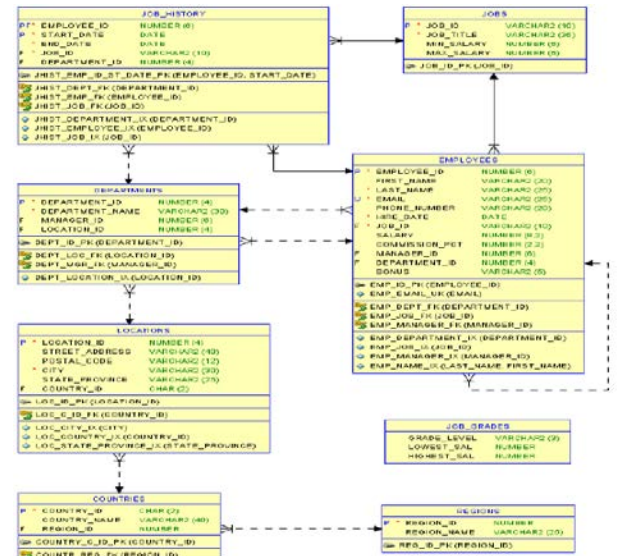 JOB_HISTORY
PF* EMPLOYEE_ID NUMBER (6)
P * START_DATE DATE
* END_DATE DATE
F * JOB_ID VARCHAR2 (10)
F DEPARTMENT_ID NUMBER (4)
JHIST_EMP_ID_ST_DATE_PK (EMPLOYEE_ID, START_DATE)
JHIST_DEPT_FK (DEPARTMENT_ID)
JHIST_EMP_FK (EMPLOYEE_ID)
JHIST_JOB_FK (JOB_ID)
JHIST_DEPARTMENT_IX (DEPARTMENT_ID)
JHIST_EMPLOYEE_IX (EMPLOYEE_ID)
JHIST_JOB_IX (JOB_ID)
JOBS
P * JOB_ID VARCHAR2 (10)
* JOB_TITLE VARCHAR2 (35)
MIN_SALARY NUMBER (6)
MAX_SALARY NUMBER (6)
JOB_ID_PK (JOB_ID)
EMPLOYEES
P * EMPLOYEE_ID NUMBER (6)
FIRST_NAME VARCHAR2 (20)
* LAST_NAME VARCHAR2 (25)
U * EMAIL VARCHAR2 (25)
PHONE_NUMBER VARCHAR2 (20)
* HIRE_DATE DATE
F * JOB_ID VARCHAR2 (10)
SALARY NUMBER (8,2)
COMMISSION_PCT NUMBER (2,2)
F MANAGER_ID NUMBER (6)
F DEPARTMENT_ID NUMBER (4)
BONUS VARCHAR2 (5)
EMP_ID_PK (EMPLOYEE_ID)
EMP_EMAIL_UK (EMAIL)
EMP_DEPT_FK (DEPARTMENT_ID)
EMP_JOB_FK (JOB_ID)
EMP_MANAGER_FK (MANAGER_ID)
EMP_DEPARTMENT_IX (DEPARTMENT_ID)
EMP_JOB_IX (JOB_ID)
EMP_MANAGER_IX (MANAGER_ID)
EMP_NAME_IX (LAST_NAME, FIRST_NAME)
DEPARTMENTS
P * DEPARTMENT_ID NUMBER (4)
* DEPARTMENT_NAME VARCHAR2 (30)
F MANAGER_ID NUMBER (6)
F LOCATION_ID NUMBER (4)
DEPT_ID_PK (DEPARTMENT_ID)
DEPT_LOC_FK (LOCATION_ID)
DEPT_MGR_FK (MANAGER_ID)
DEPT_LOCATION_IX (LOCATION_ID)
LOCATIONS
P * LOCATION_ID NUMBER (4)
STREET_ADDRESS VARCHAR2 (40)
POSTAL_CODE VARCHAR2 (12)
* CITY VARCHAR2 (30)
STATE_PROVINCE VARCHAR2 (25)
F COUNTRY_ID CHAR (2)
LOC_ID_PK (LOCATION_ID)
LOC_C_ID_FK (COUNTRY_ID)
LOC_CITY_IX (CITY)
LOC_COUNTRY_IX (COUNTRY_ID)
LOC_STATE_PROVINCE_IX (STATE_PROVINCE)
JOB_GRADES
GRADE_LEVEL VARCHAR2 (3)
LOWEST_SAL NUMBER
HIGHEST_SAL NUMBER
COUNTRIES
P * COUNTRY_ID CHAR (2)
COUNTRY_NAME VARCHAR2 (40)
F REGION_ID NUMBER
COUNTRY_C_ID_PK (COUNTRY_ID)
COUNTR_REG_FK (REGION_ID)
REGIONS
P * REGION_ID NUMBER
REGION_NAME VARCHAR2 (25)
REG_ID_PK (REGION_ID)